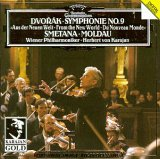 DVOŘÁK·SYMPHONIE NO.9
»Aus der Neuen Welt«·From the New World·Du Nouveau Monde
SMETANA·MOLDAU
Wiener Philharmoniker·Herbert von Karajan
KARAJAN
GOLD